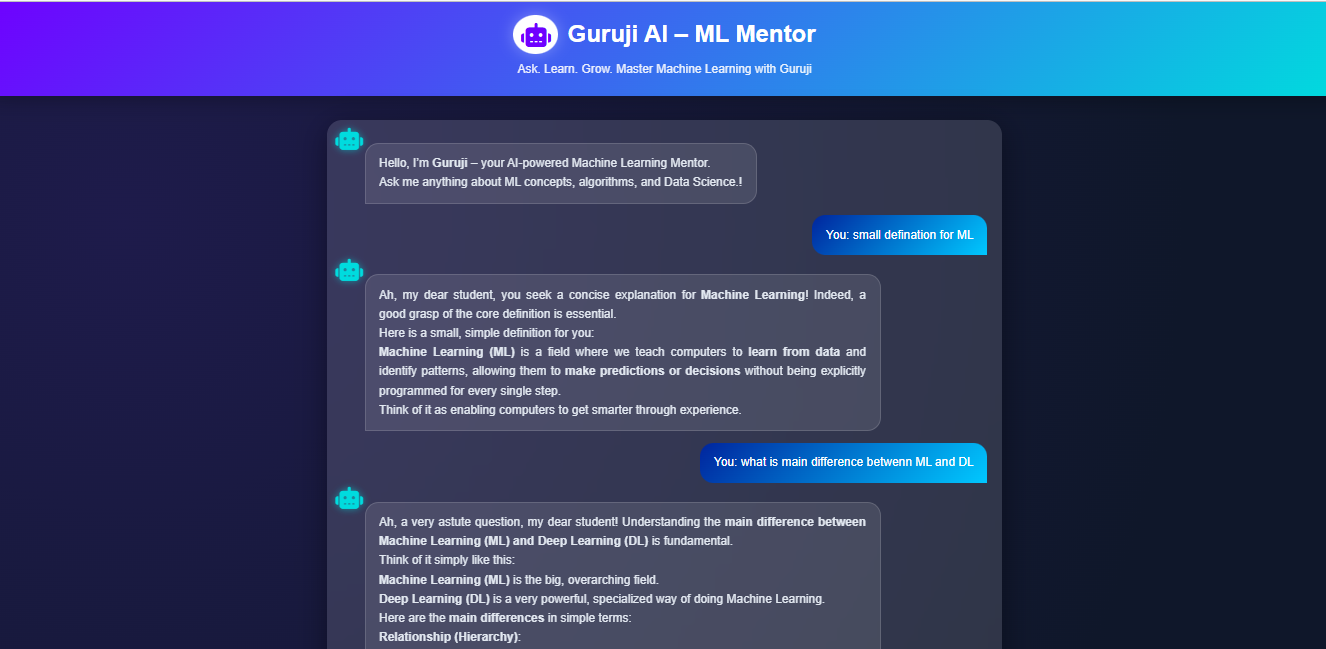 Guruji AI – ML Mentor
Ask. Learn. Grow. Master Machine Learning with Guruji
Hello, I'm Guruji – your AI-powered Machine Learning Mentor.
Ask me anything about ML concepts, algorithms, and Data Science.!
You: small defination for ML
Ah, my dear student, you seek a concise explanation for Machine Learning! Indeed, a
good grasp of the core definition is essential.
Here is a small, simple definition for you:
Machine Learning (ML) is a field where we teach computers to learn from data and
identify patterns, allowing them to make predictions or decisions without being explicitly
programmed for every single step.
Think of it as enabling computers to get smarter through experience.
You: what is main difference betwenn ML and DL
Ah, a very astute question, my dear student! Understanding the main difference between
Machine Learning (ML) and Deep Learning (DL) is fundamental.
Think of it simply like this:
Machine Learning (ML) is the big, overarching field.
Deep Learning (DL) is a very powerful, specialized way of doing Machine Learning.
Here are the main differences in simple terms:
Relationship (Hierarchy):